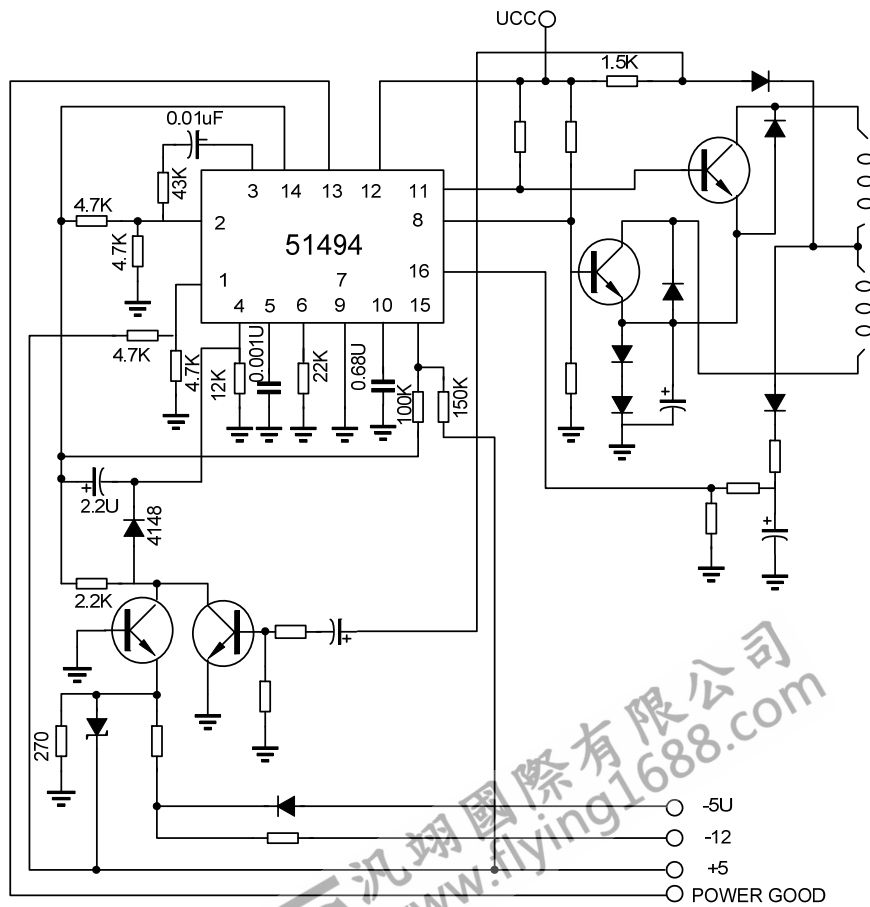 UCC
1.5K
0.01uF
43K
3
14
13
12
11
4.7K
2
8
51494
4.7K
1
7
16
4
5
6
9
10
15
4.7K
4.7K
12K
0.001U
22K
0.68U
100K
150K
2.2U
4148
2.2K
270
-5U
-12
+5
POWER GOOD
汎翊國際有限公司
www.flying1688.com